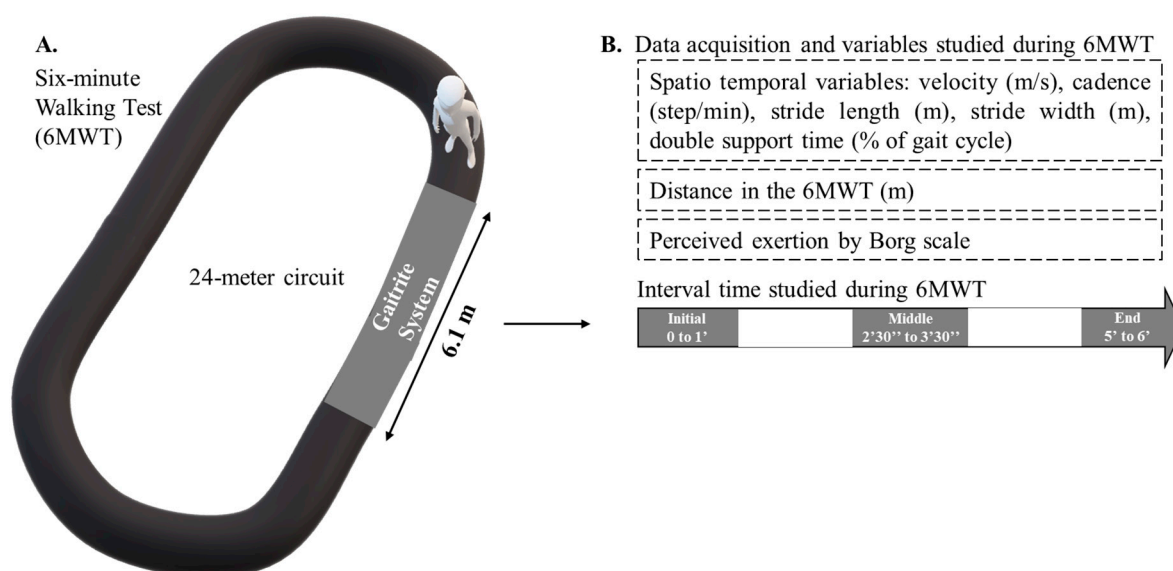 A.
Six-minute
Walking Test
(6MWT)
24-meter circuit
Gaitrite
System
6.1 m
B. Data acquisition and variables studied during 6MWT
Spatio temporal variables: velocity (m/s), cadence
(step/min), stride length (m), stride width (m),
double support time (% of gait cycle)
Distance in the 6MWT (m)
Perceived exertion by Borg scale
Interval time studied during 6MWT
Initial
0 to 1’
Middle
2’30’’ to 3’30’’
End
5’ to 6’